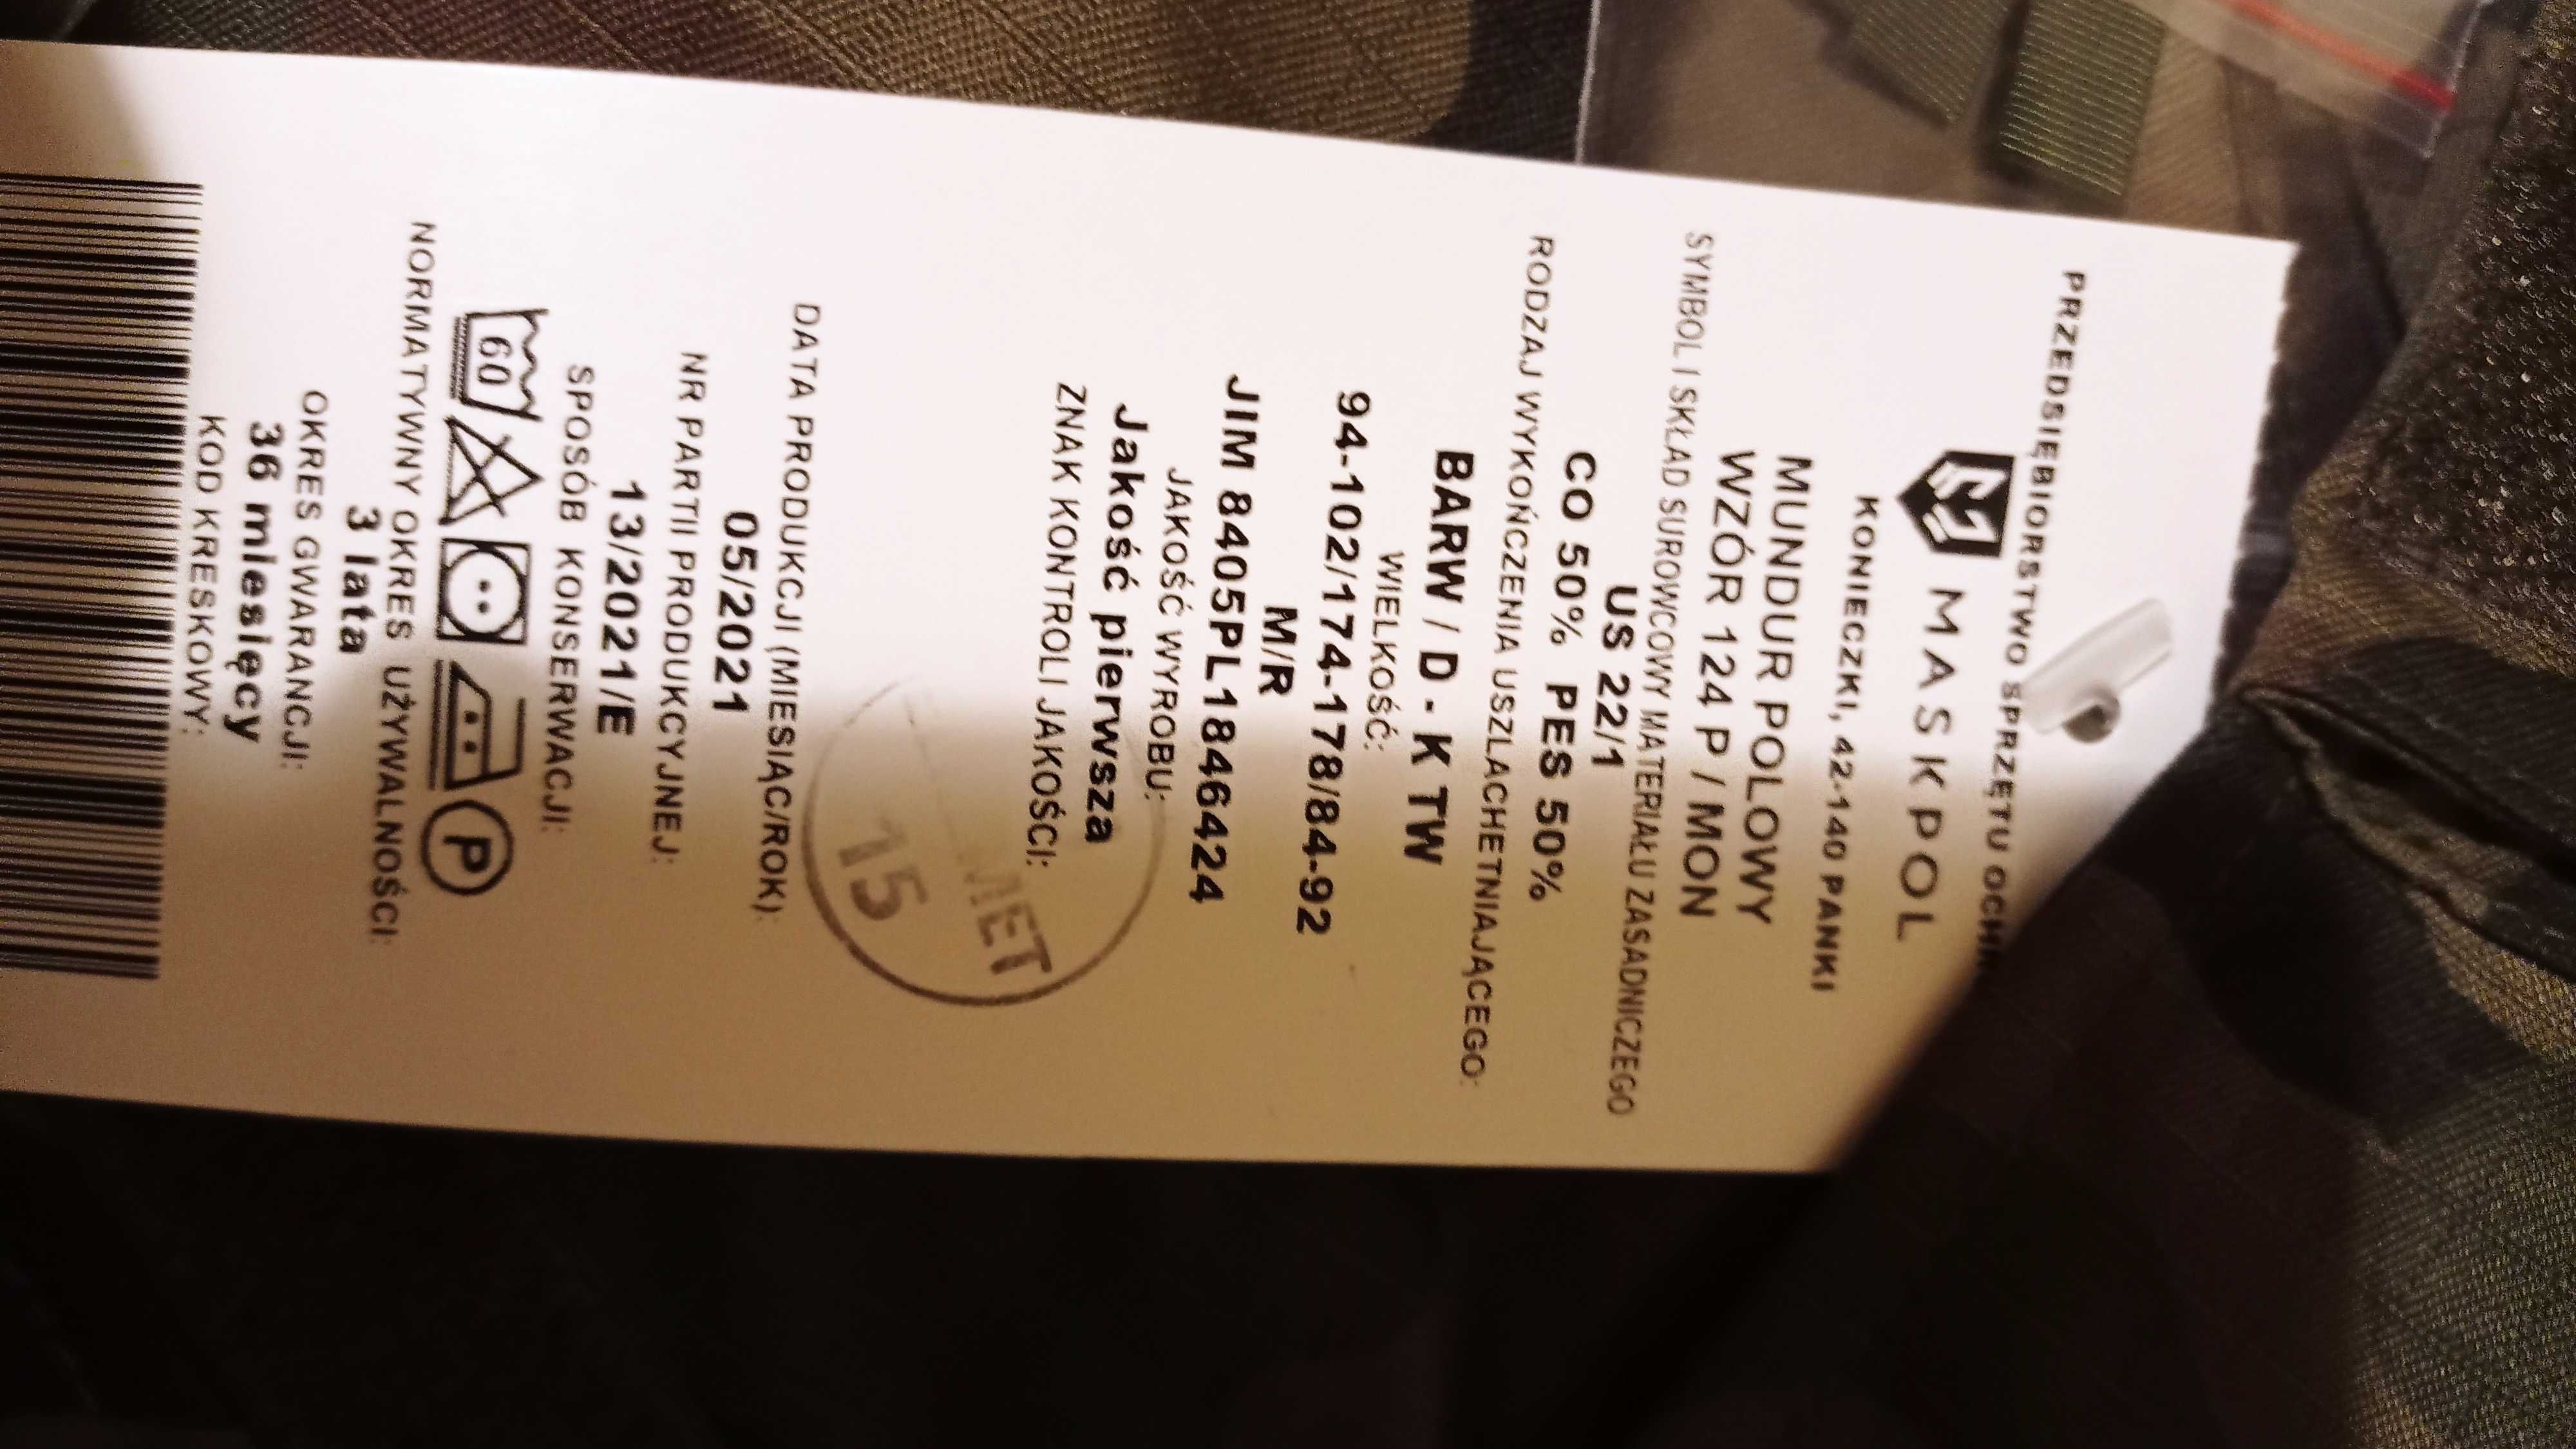 PRZEDSIĘBIORSTWO SPRZĘTU
MASKPOL
KONIECZKI, 42-140 PANKI
MUNDUR POLOWY
WZÓR 124 P / MON
SYMBOL I SKŁAD SUROWCOWY MATERIAŁU ZASADNICZEGO
US 22/1
CO 50% PES 50%
RODZAJ WYKOŃCZENIA USZLACHETNIAJĄCEGO:
BARW / D - K TW
WIELKOŚĆ:
94-102/174-178/84-92
M/R
JIM 8405PL1846424
JAKOŚĆ WYROBU:
Jakość pierwsza
ZNAK KONTROLI JAKOŚCI:
15
DATA PRODUKCJI (MIESIĄC/ROK):
05/2021
NR PARTII PRODUKCYJNEJ:
13/2021/E
SPOSÓB KONSERWACJI:
60 P
NORMATYWNY OKRES UŻYWALNOŚCI:
3 lata
OKRES GWARANCJI:
36 miesięcy
KOD KRESKOWY: